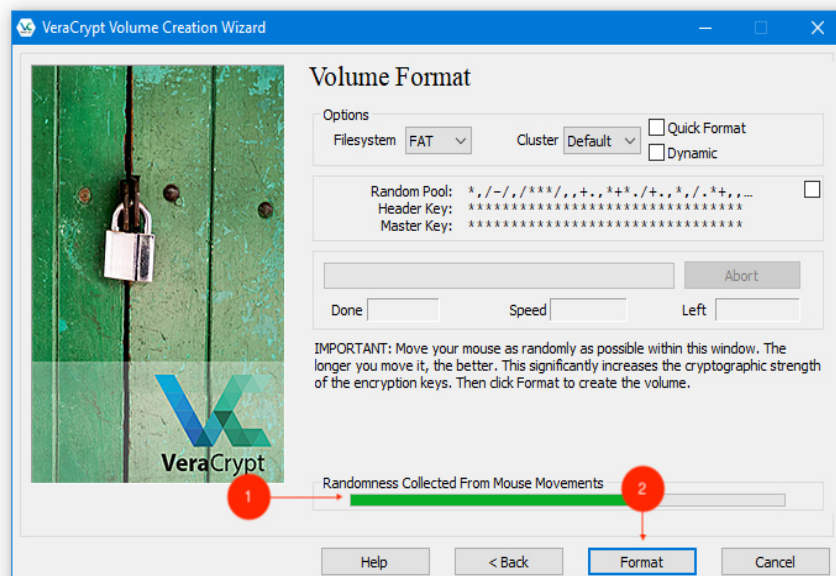 VeraCrypt Volume Creation Wizard
Volume Format
Options
Filesystem FAT Cluster Default Quick Format
Dynamic
Random Pool: *,/-/,/***/,,+.,*+*./+.,*,/.*+,,...
Header Key: *********************************
Master Key: *********************************
Abort
Done Speed Left
IMPORTANT: Move your mouse as randomly as possible within this window. The
longer you move it, the better. This significantly increases the cryptographic strength
of the encryption keys. Then click Format to create the volume.
VeraCrypt
Randomness Collected From Mouse Movements
1
2
Help < Back Format Cancel